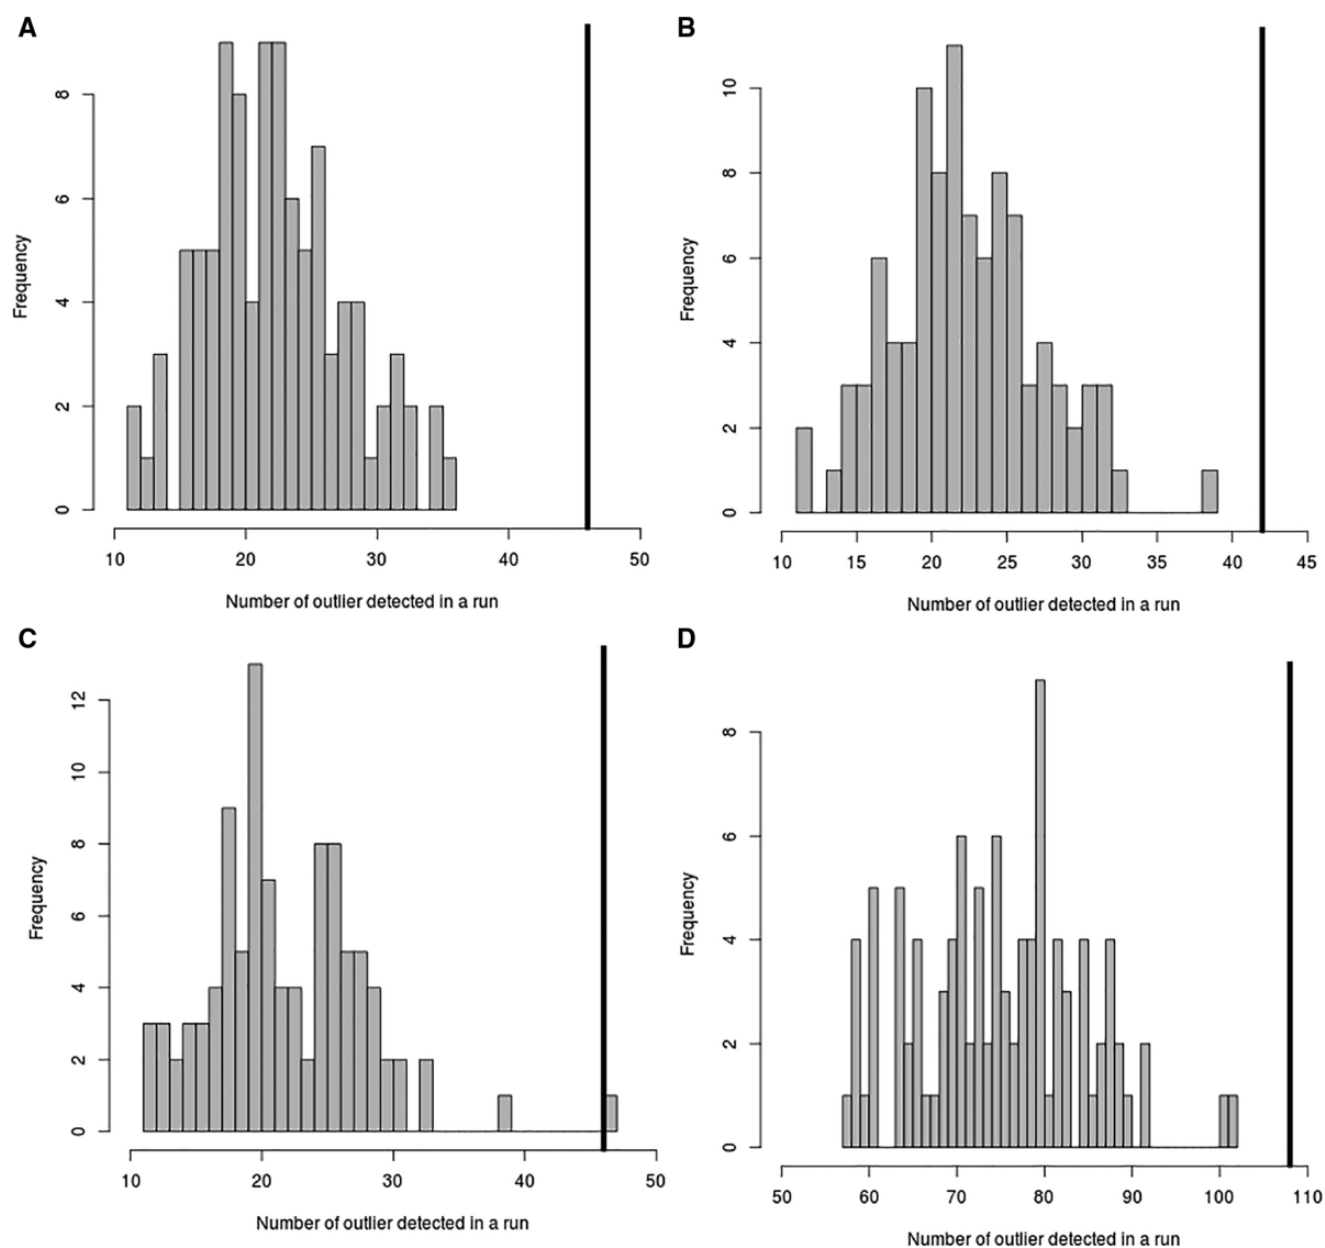 A
Frequency
0 2 4 6 8
10 20 30 40 50
Number of outlier detected in a run
B
Frequency
0 2 4 6 8 10
10 15 20 25 30 35 40 45
Number of outlier detected in a run
C
Frequency
0 2 4 6 8 10 12
10 20 30 40 50
Number of outlier detected in a run
D
Frequency
0 2 4 6 8
50 60 70 80 90 100 110
Number of outlier detected in a run